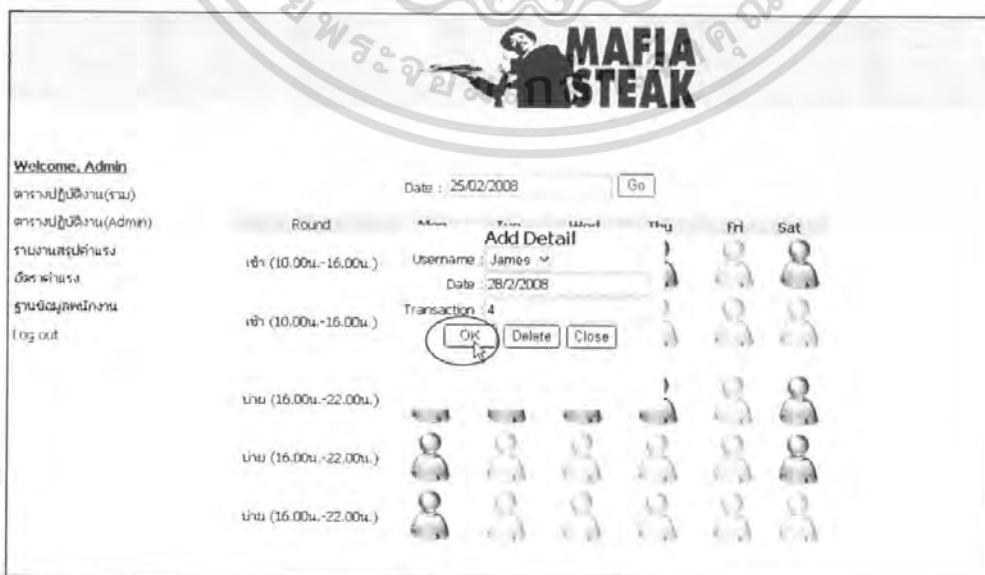 MAFIA
STEAK
Welcome, Admin
ตารางปฏิบัติงาน(รวม)
ตารางปฏิบัติงาน(Admin)
รายงานสรุปค่าแรง
อัตราค่าแรง
ฐานข้อมูลพนักงาน
Log out
Date : 25/02/2008 Go
Round Mon Tue Wed Thu Fri Sat
Add Detail
Username : James
Date : 28/2/2008
Transaction : 4
OK Delete Close
เช้า (10.00น.-16.00น.)
เช้า (10.00น.-16.00น.)
บ่าย (16.00น.-22.00น.)
บ่าย (16.00น.-22.00น.)
บ่าย (16.00น.-22.00น.)